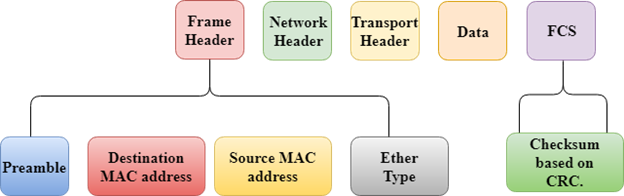 Frame
Header
Network
Header
Transport
Header
Data
FCS
Preamble
Destination
MAC address
Source MAC
address
Ether
Type
Checksum
based on
CRC.